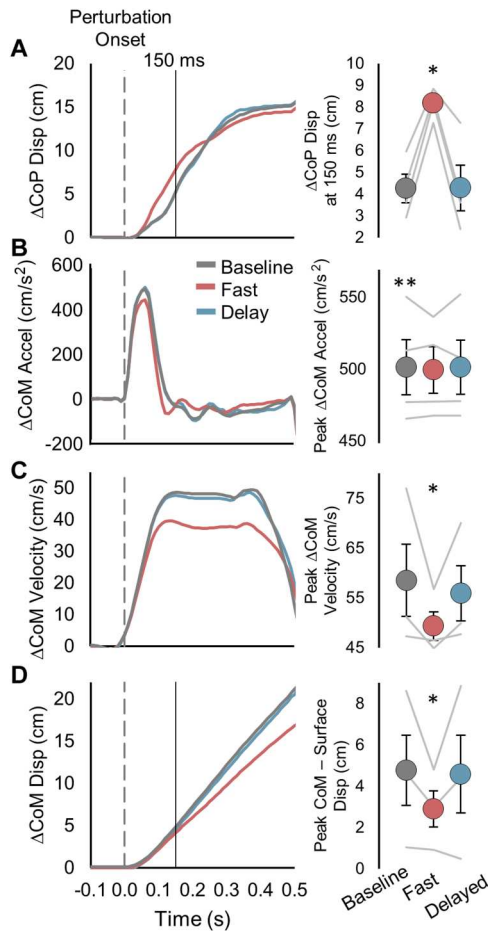 Perturbation
Onset
150 ms
A
ΔCoP Disp (cm)
20
15
10
5
0
ΔCoP Disp
at 150 ms (cm)
10
9
8
7
6
5
4
3
2
*
B
ΔCoM Accel (cm/s²)
600
400
200
0
-200
Baseline
Fast
Delay
Peak ΔCoM Accel (cm/s²)
550
500
450
**
C
ΔCoM Velocity (cm/s)
50
40
30
20
10
0
Peak ΔCoM
Velocity (cm/s)
75
65
55
45
*
D
ΔCoM Disp (cm)
20
15
10
5
0
-0.1 0.0 0.1 0.2 0.3 0.4 0.5
Time (s)
Peak CoM – Surface
Disp (cm)
8
6
4
2
0
*
Baseline
Fast
Delayed